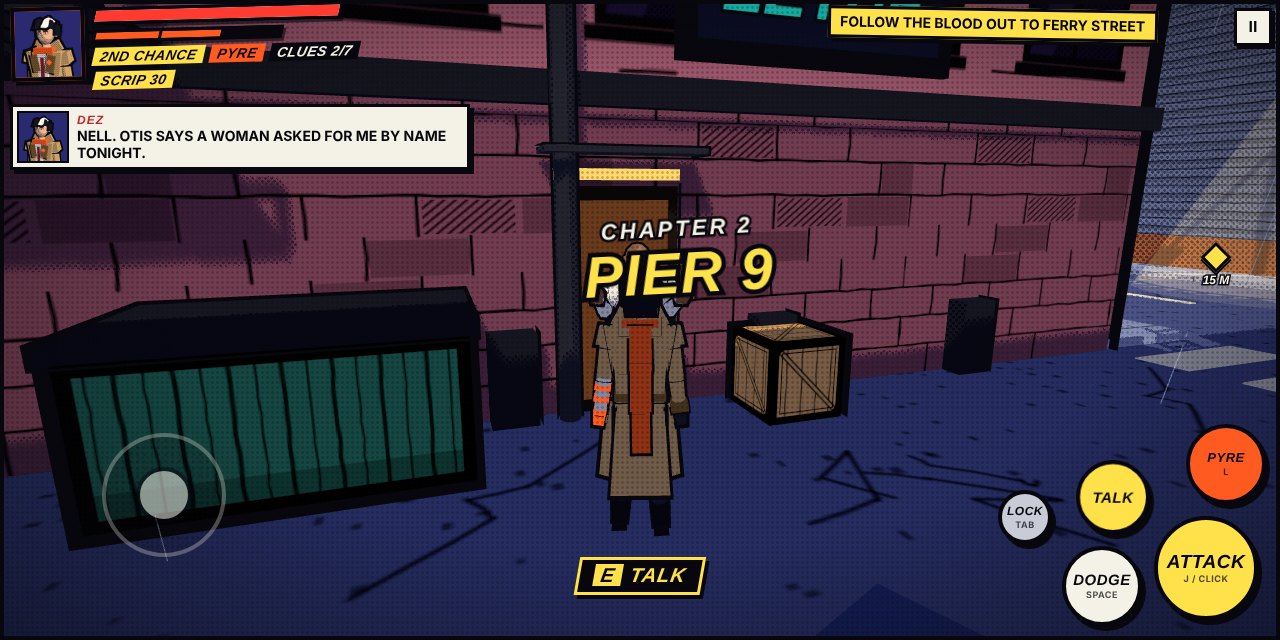 FOLLOW THE BLOOD OUT TO FERRY STREET
II
2ND CHANCE PYRE CLUES 2/7
SCRIP 30
DEZ
NELL. OTIS SAYS A WOMAN ASKED FOR ME BY NAME
TONIGHT.
CHAPTER 2
PIER 9
15 M
PYRE
L
TALK
LOCK
TAB
ATTACK
J / CLICK
DODGE
SPACE
E TALK